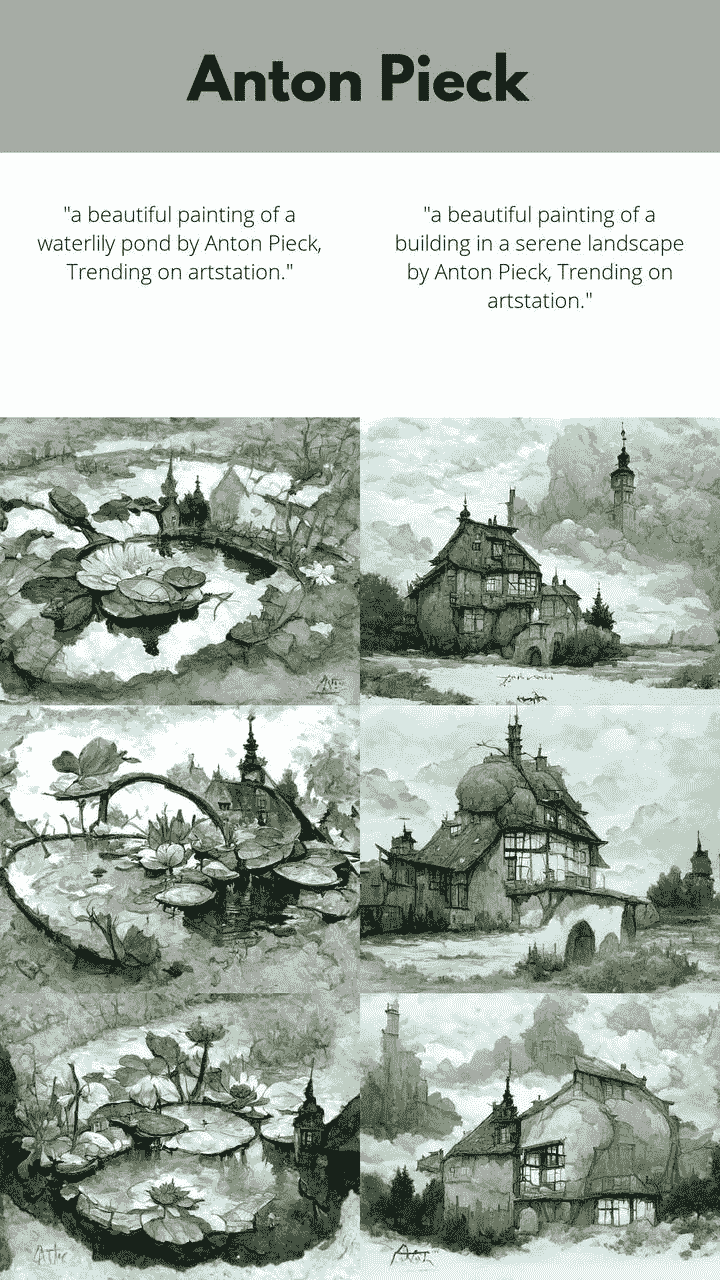 Anton Pieck
"a beautiful painting of a
waterlily pond by Anton Pieck,
Trending on artstation."
"a beautiful painting of a
building in a serene landscape
by Anton Pieck, Trending on
artstation."